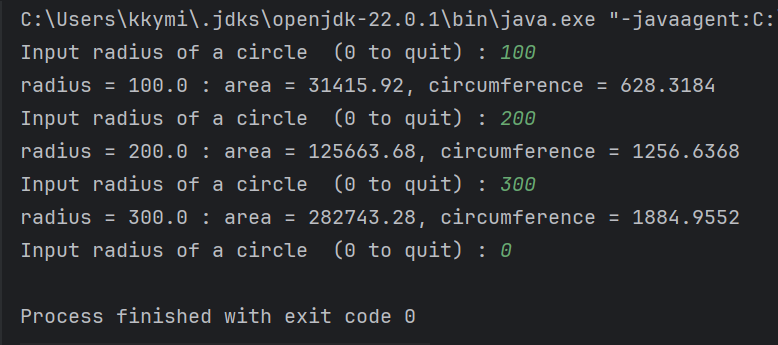 C:\Users\kkymi\.jdks\openjdk-22.0.1\bin\java.exe "-javaagent:C:
Input radius of a circle  (0 to quit) : 100
radius = 100.0 : area = 31415.92, circumference = 628.3184
Input radius of a circle  (0 to quit) : 200
radius = 200.0 : area = 125663.68, circumference = 1256.6368
Input radius of a circle  (0 to quit) : 300
radius = 300.0 : area = 282743.28, circumference = 1884.9552
Input radius of a circle  (0 to quit) : 0
Process finished with exit code 0